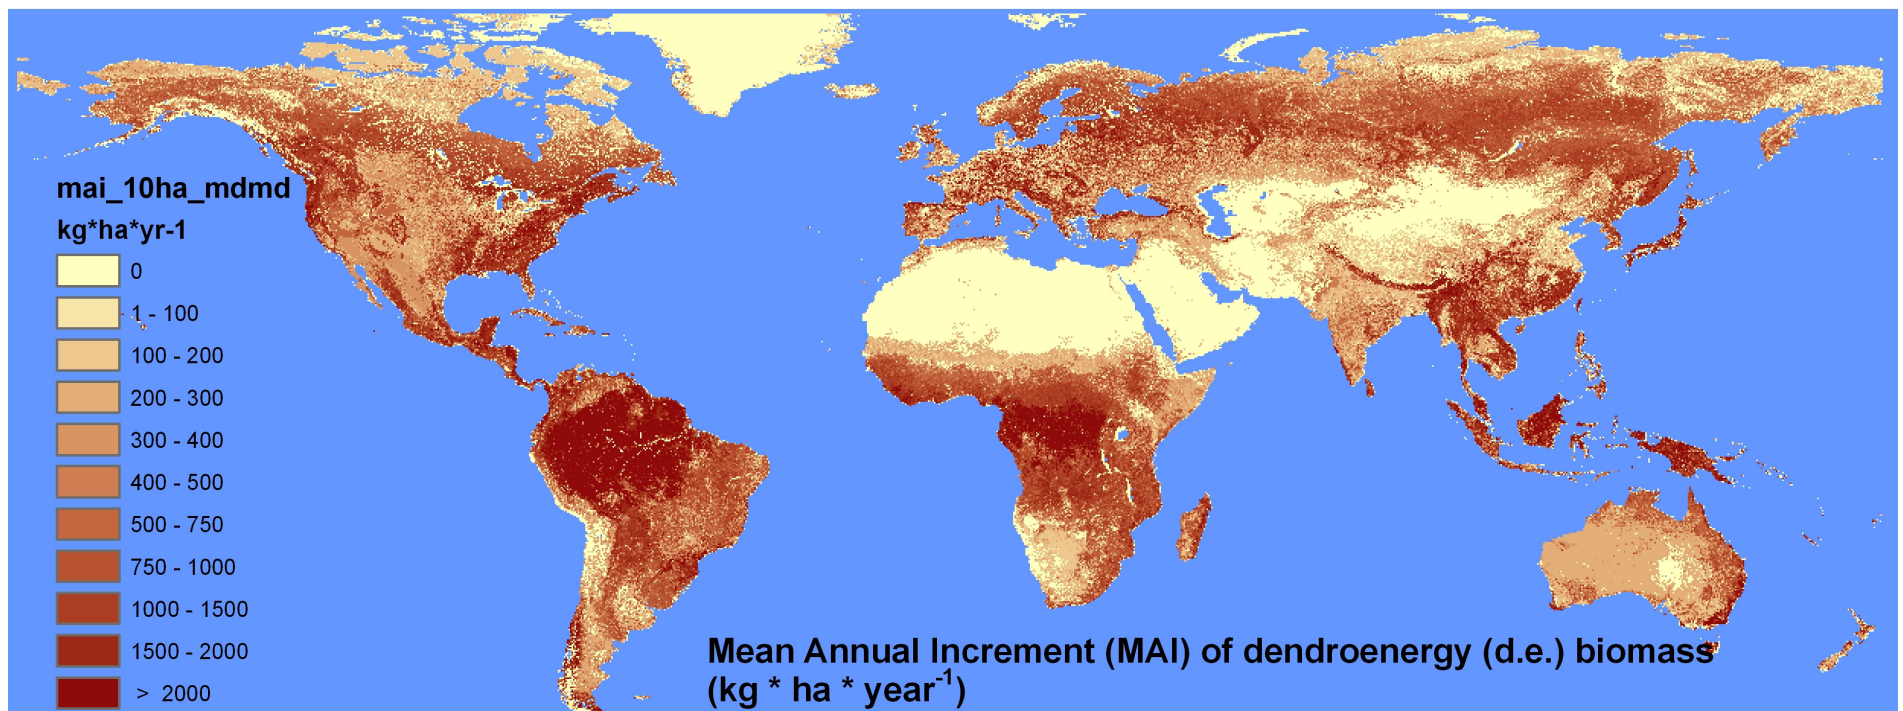 mai_10ha_mdmd
kg*ha*yr-1
0
1 - 100
100 - 200
200 - 300
300 - 400
400 - 500
500 - 750
750 - 1000
1000 - 1500
1500 - 2000
> 2000
Mean Annual Increment (MAI) of dendroenergy (d.e.) biomass
(kg * ha * year-1)